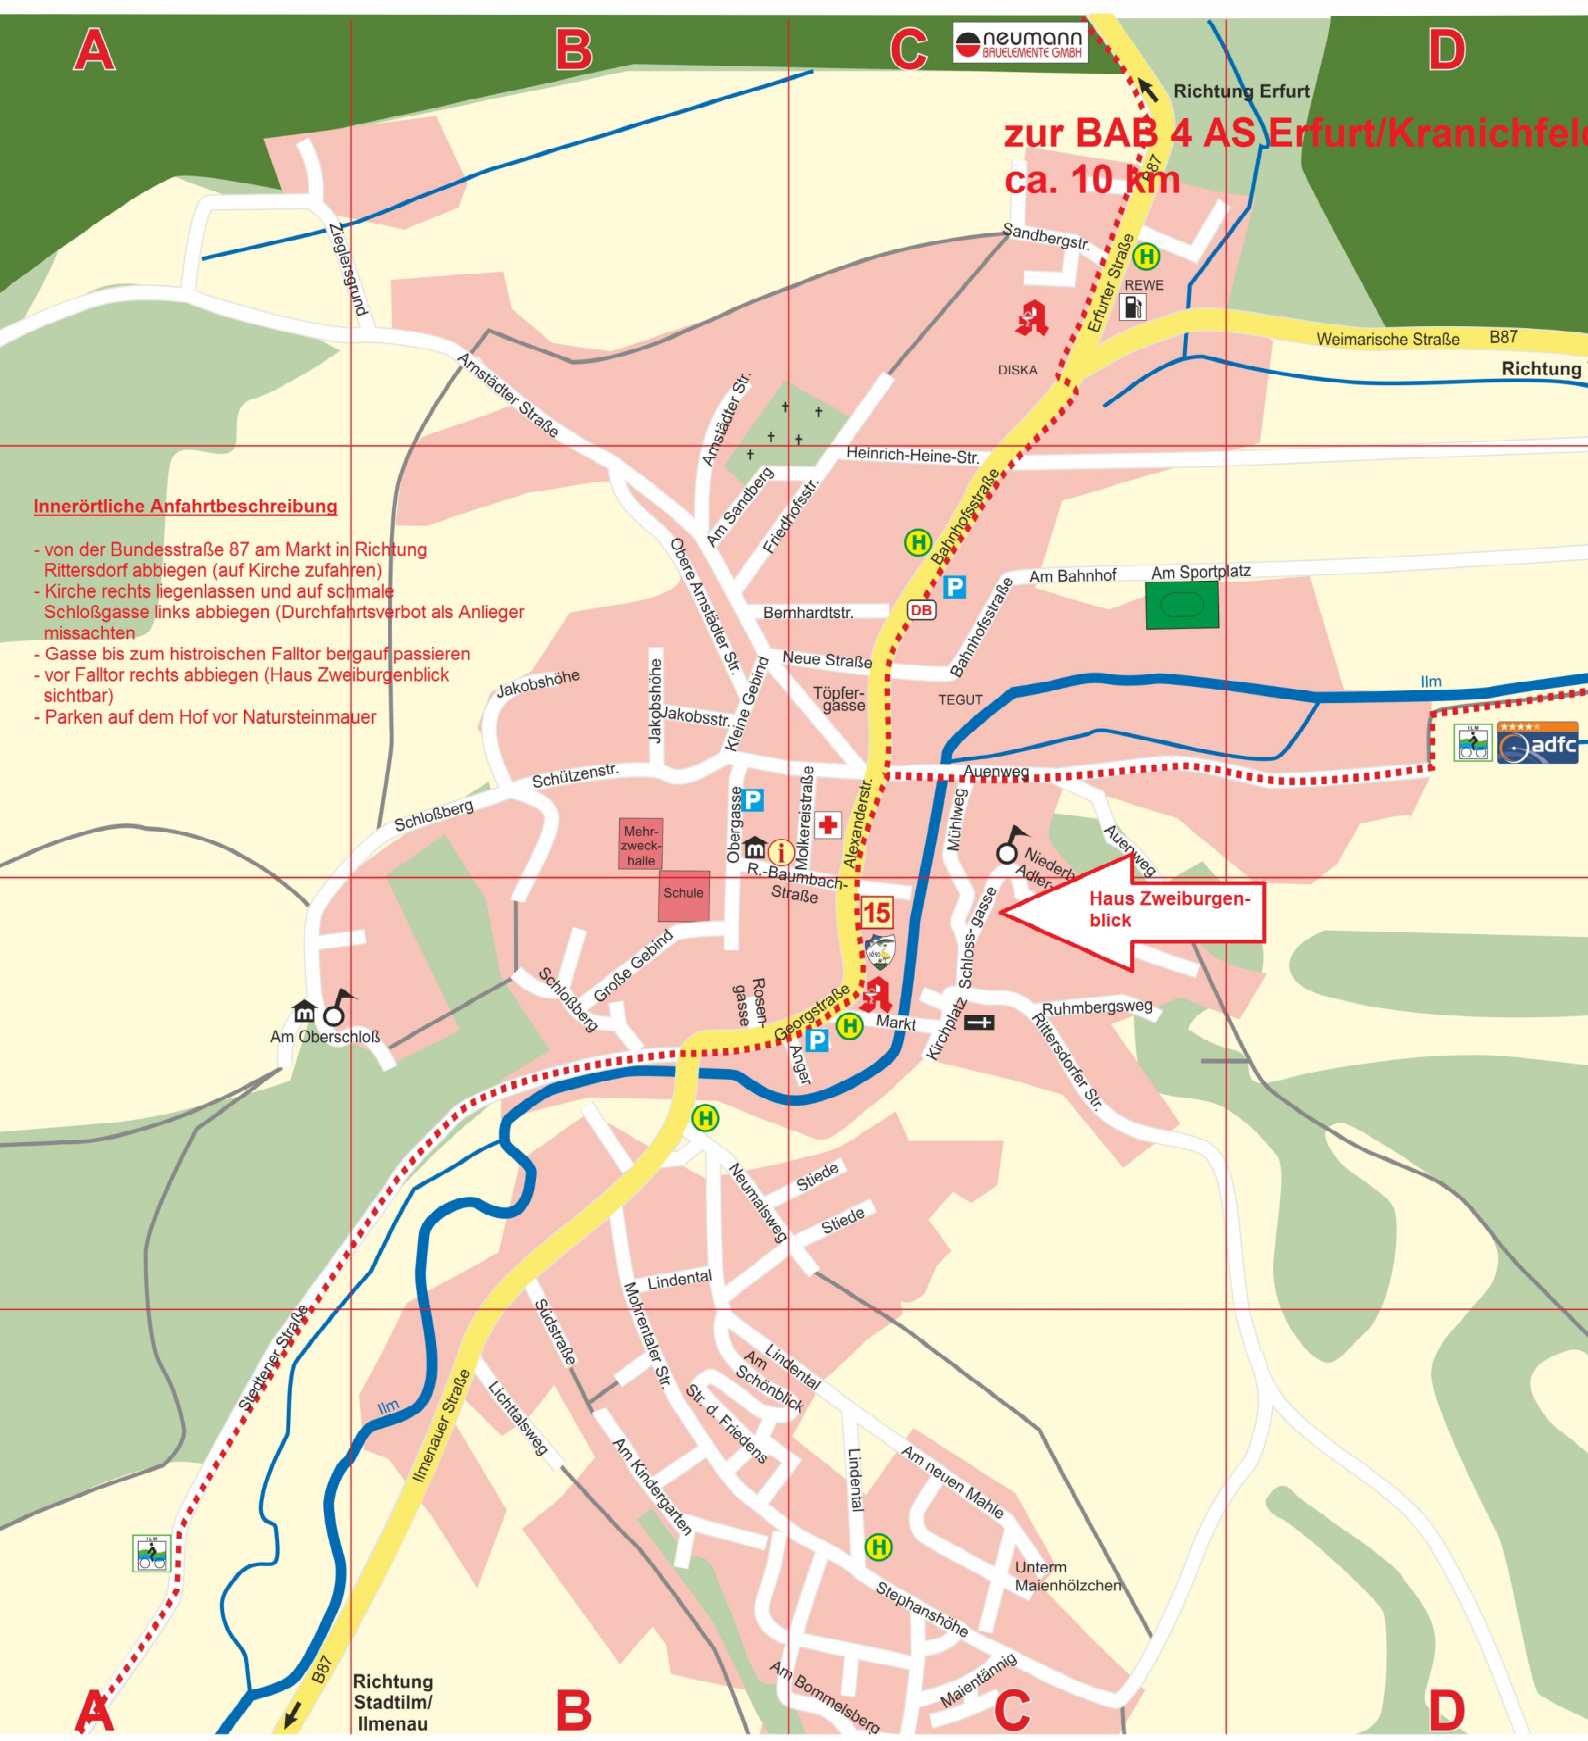 A
B
C
D
neumann
BAUELEMENTE GMBH
Richtung Erfurt
zur BAB 4 AS Erfurt/Kranichfeld
ca. 10 km
B87
Zieglersgrund
Sandbergstr.
Erfurter Straße
H
REWE
DISKA
Weimarische Straße
B87
Richtung
Arnstädter Straße
Arnstädter Str.
Heinrich-Heine-Str.
Am Sandberg
Friedhofsstr.
Innerörtliche Anfahrtbeschreibung
- von der Bundesstraße 87 am Markt in Richtung
Rittersdorf abbiegen (auf Kirche zufahren)
- Kirche rechts liegenlassen und auf schmale
Schloßgasse links abbiegen (Durchfahrtsverbot als Anlieger
missachten
- Gasse bis zum histroischen Falltor bergauf passieren
- vor Falltor rechts abbiegen (Haus Zweiburgenblick
sichtbar)
- Parken auf dem Hof vor Natursteinmauer
Obere Arnstädter Str.
H
Bahnhofsstraße
P
DB
Am Bahnhof
Am Sportplatz
Bahnhofsstraße
Bernhardtstr.
Neue Straße
Töpfer-
gasse
TEGUT
Ilm
Jakobshöhe
Jakobshöhe
Jakobsstr.
Kleine Gebind
ILM
adfc
Auenweg
Schützenstr.
Schloßberg
Obergasse
P
Molkereistraße
Alexanderstr.
Mühlweg
Auenweg
Mehr-
zweck-
halle
i
Niederb
Adler-
R.-Baumbach-
Straße
Schule
15
Haus Zweiburgen-
blick
Schloss-gasse
Große Gebind
Schloßberg
Rosen-
gasse
Georgstraße
H
P
Anger
Markt
Kirchplatz
Ruhmbergsweg
Rittersdorfer Str.
Am Oberschloß
H
Neumalsweg
Stiede
Stiede
Lindental
Mohrentaler Str.
Südstraße
Stedtener Straße
Ilm
Ilmenauer Straße
Lichttalsweg
Am
Schönblick
Lindental
Str. d. Friedens
Am Kindergarten
Lindental
Am neuen Mahle
H
Unterm
Maienhölzchen
Stephanshöhe
Maientännig
Am Bommelsberg
ILM
B87
Richtung
Stadtilm/
Ilmenau
A
B
C
D